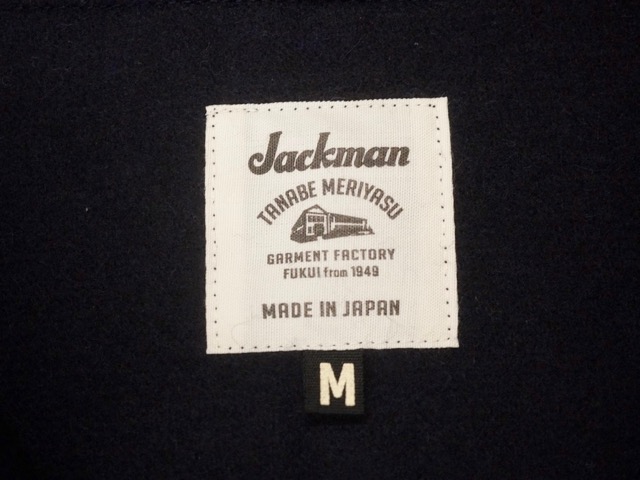 Jackman
TANABE MERIYASU
GARMENT FACTORY
FUKUI from 1949
MADE IN JAPAN
M